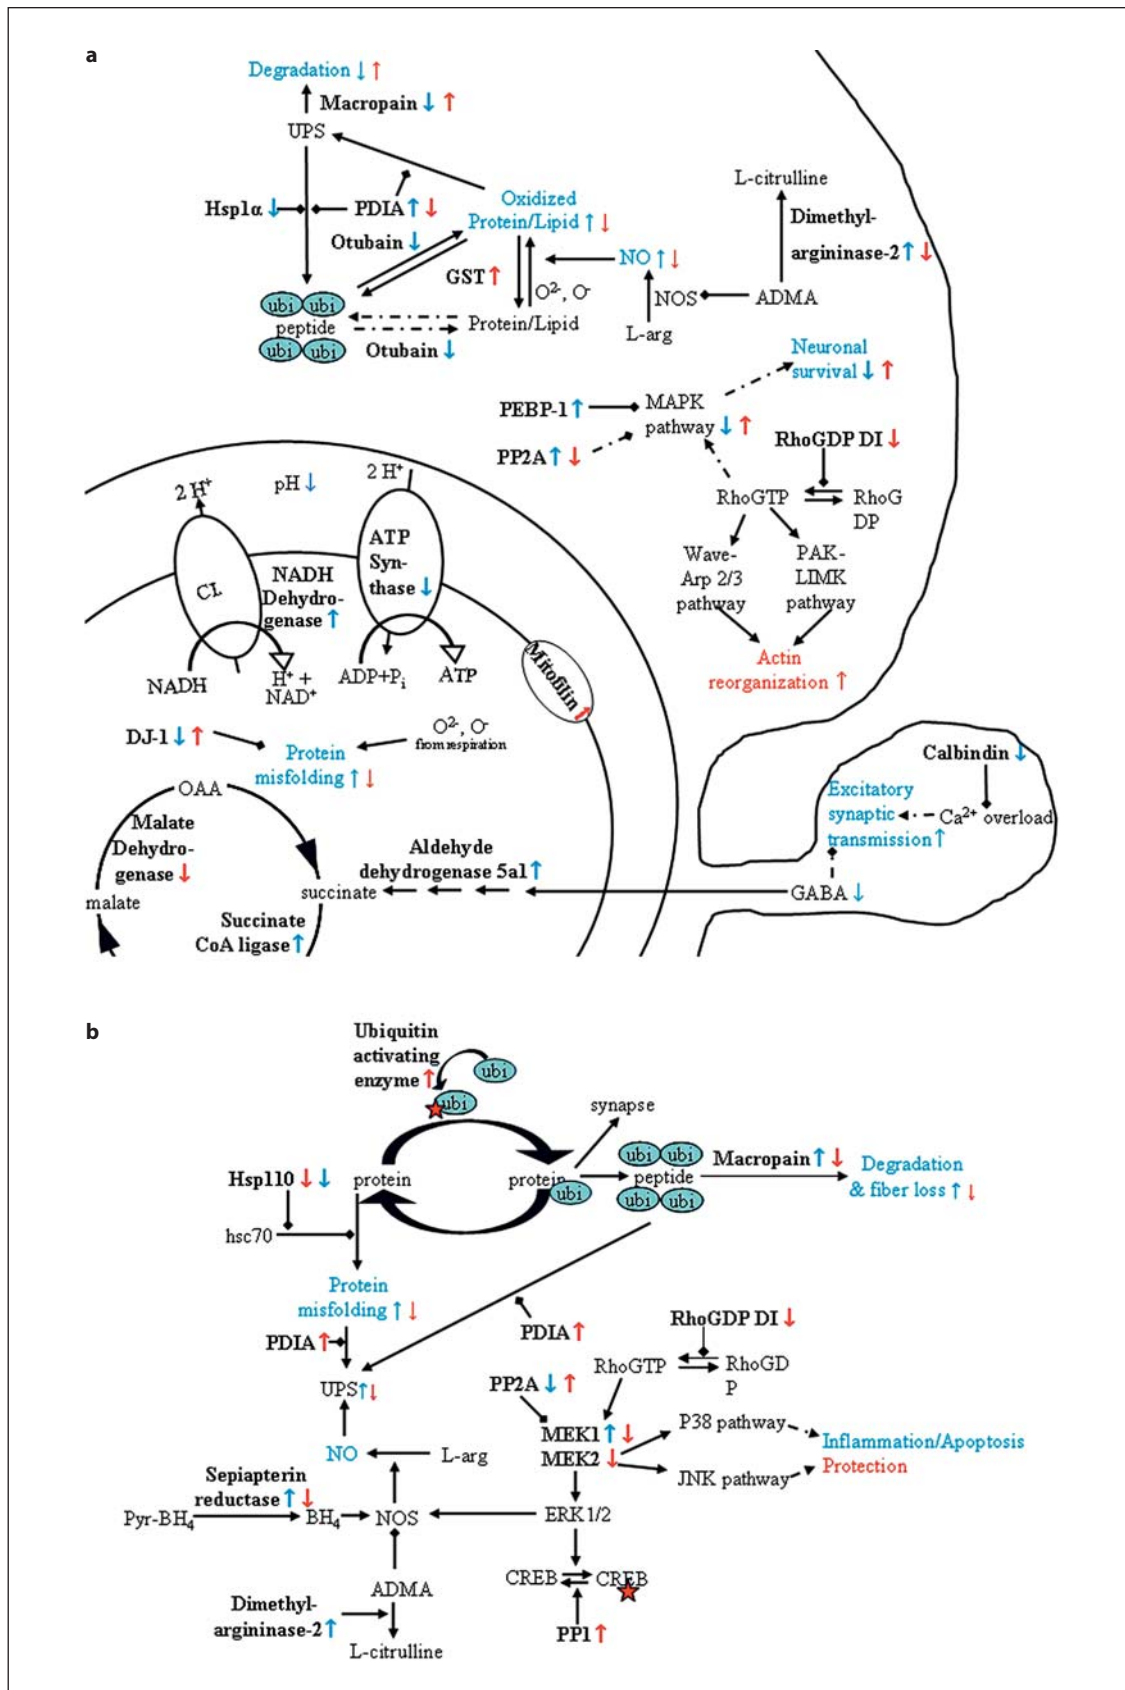 a
Degradation ↓ ↑
Macropain ↓ ↑
UPS
L-citrulline
Hsp1α ↓
PDIA ↑ ↓
Oxidized
Protein/Lipid ↑ ↓
Dimethyl-
argininase-2 ↑ ↓
Otubain ↓
GST ↑
NO ↑ ↓
O²⁻, O⁻
NOS
ADMA
ubi ubi
peptide
ubi ubi
Protein/Lipid
L-arg
Otubain ↓
Neuronal
survival ↓ ↑
PEBP-1 ↑
MAPK
pathway ↓ ↑
PP2A ↑ ↓
RhoGDP DI ↓
RhoGTP
RhoG
DP
2 H⁺
pH ↓
2 H⁺
ATP
Syn-
thase ↓
CL
NADH
Dehydro-
genase ↑
Wave-
Arp 2/3
pathway
PAK-
LIMK
pathway
NADH
H⁺ +
NAD⁺
ADP+Pᵢ
ATP
Mitofilin ↑
Actin
reorganization ↑
DJ-1 ↓ ↑
Protein
misfolding ↑ ↓
O²⁻, O⁻
from respiration
OAA
Malate
Dehydro-
genase ↓
malate
succinate
Aldehyde
dehydrogenase 5a1 ↑
Succinate
CoA ligase ↑
Calbindin ↓
Excitatory
synaptic
transmission ↑
Ca²⁺ overload
GABA ↓
b
Ubiquitin
activating
enzyme ↑
ubi
ubi
synapse
Hsp110 ↓ ↓
protein
protein
ubi
ubi ubi
peptide
ubi ubi
Macropain ↑ ↓
Degradation
& fiber loss ↑ ↓
hsc70
Protein
misfolding ↑ ↓
PDIA ↑
PDIA ↑
RhoGDP DI ↓
RhoGTP
RhoGD
P
UPS ↑ ↓
PP2A ↓ ↑
MEK1 ↑ ↓
MEK2 ↓
P38 pathway
JNK pathway
Inflammation/Apoptosis
Protection
NO
L-arg
Sepiapterin
reductase ↑ ↓
Pyr-BH₄
BH₄
NOS
ERK1/2
CREB
CREB
ADMA
Dimethyl-
argininase-2 ↑
L-citrulline
PP1 ↑